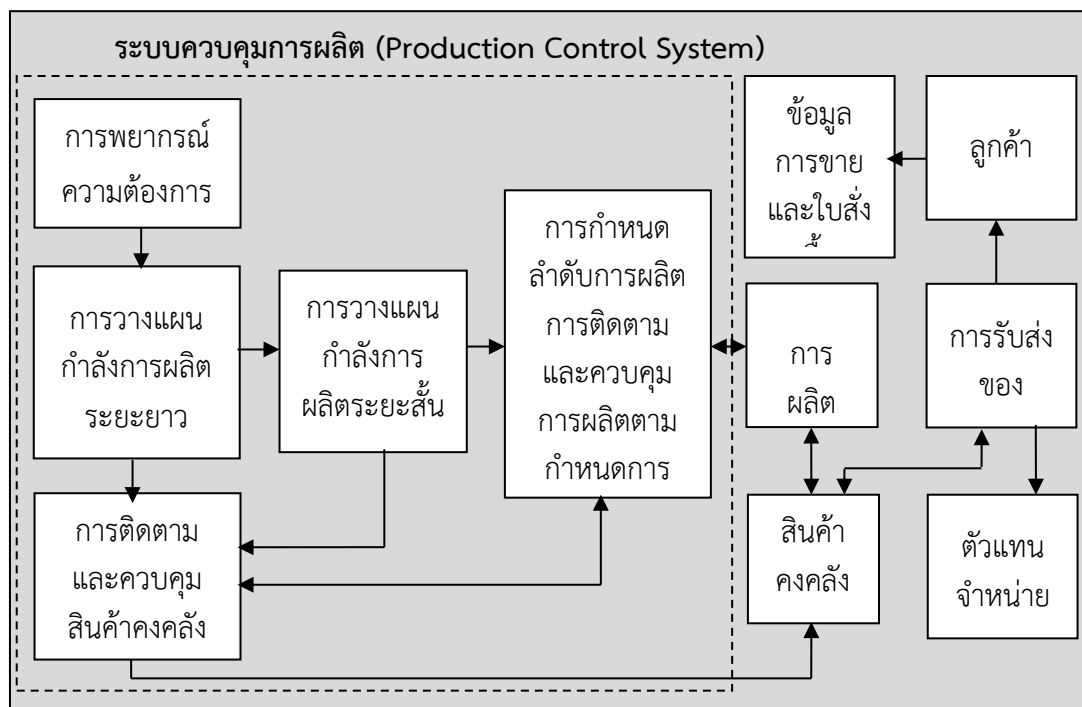 ระบบควบคุมการผลิต (Production Control System)
การพยากรณ์
ความต้องการ
การวางแผน
กำลังการผลิต
ระยะยาว
การติดตาม
และควบคุม
สินค้าคงคลัง
การวางแผน
กำลังการ
ผลิตระยะสั้น
การกำหนด
ลำดับการผลิต
การติดตาม
และควบคุม
การผลิตตาม
กำหนดการ
ข้อมูล
การขาย
และใบสั่ง
ลูกค้า
การ
ผลิต
การรับส่ง
ของ
สินค้า
คงคลัง
ตัวแทน
จำหน่าย